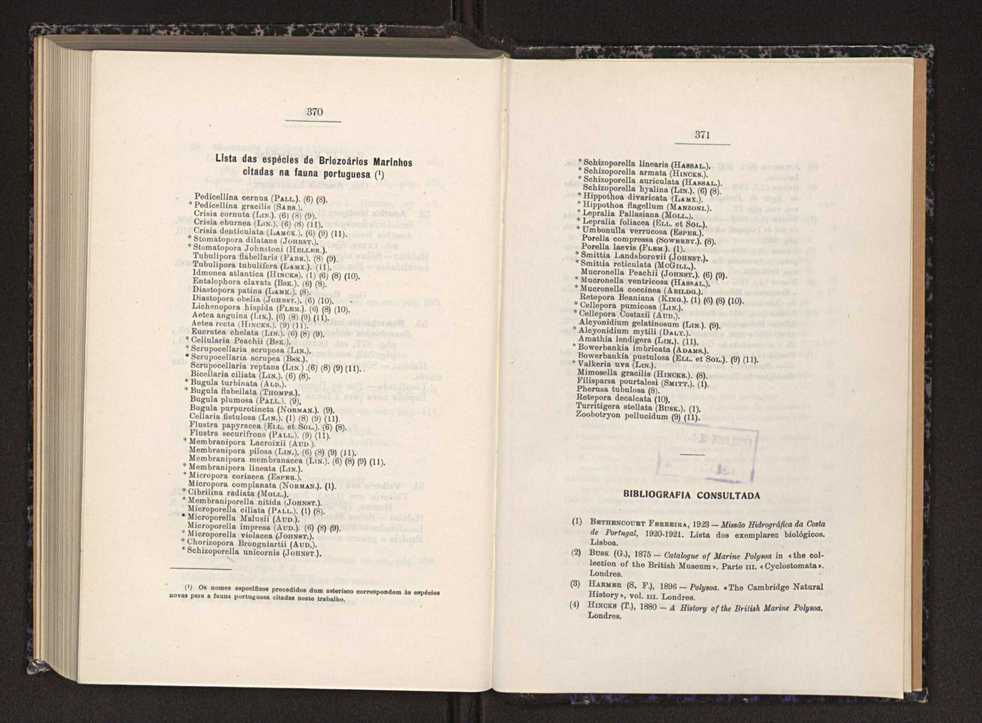 370
Lista das espécies de Briozoários Marinhos
citadas na fauna portuguesa (¹)
Pedicellina cernua (PALL.). (6) (8).
* Pedicellina gracilis (SARS.).
Crisia cornuta (LIN.). (6) (8) (9).
Crisia eburnea (LIN.). (6) (8) (11).
Crisia denticulata (LAMCK.). (6) (9) (11).
* Stomatopora dilatans (JOHNST.).
* Stomatopora Johnstoni (HELLER.).
Tubulipora flabellaris (FABR.). (8) (9).
Tubulipora tubulifera (LAMX.). (11).
Idmonea atlantica (HINCKS). (1) (6) (8) (10).
Entalophora clavata (BSK.). (6) (8).
Diastopora patina (LAMK.). (8).
Diastopora obelia (JOHNST.). (6) (10).
Lichenopora hispida (FLEM.). (6) (8) (10).
Aetea anguina (LIN.). (6) (8) (9) (11).
Aetea recta (HINCKS.). (9) (11).
Eucratea chelata (LIN.). (6) (8) (9).
* Cellularia Peachii (BSK.).
* Scrupocellaria scruposa (LIN.).
* Scrupocellaria scrupea (BSK.).
Scrupocellaria reptans (LIN.). (6) (8) (9) (11).
Bicellaria ciliata (LIN.). (6) (8).
* Bugula turbinata (ALD.).
* Bugula flabellata (THOMPS.).
Bugula plumosa (PALL.). (9).
Bugula purpurotincta (NORMAN.). (9).
Cellaria fistulosa (LIN.). (1) (8) (9) (11).
Flustra papyracea (ELL. et SOL.). (6) (8).
Flustra securifrons (PALL.). (9) (11).
* Membranipora Lacroixii (AUD.).
Membranipora pilosa (LIN.). (6) (8) (9) (11).
Membranipora membranacea (LIN.). (6) (8) (9) (11).
* Membranipora lineata (LIN.).
* Micropora coriacea (ESPER.).
Micropora complanata (NORMAN.). (1).
* Cibrilina radiata (MOLL.).
* Membraniporella nitida (JOHNST.).
Microporella ciliata (PALL.). (1) (8).
* Microporella Malusii (AUD.).
Microporella impresa (AUD.). (6) (8) (9).
* Microporella violacea (JOHNST.).
* Chorizopora Brongniartii (AUD.).
* Schizoporella unicornis (JOHNST.).
(¹) Os nomes específicos precedidos dum asterisco correspondem às espécies
novas para a fauna portuguesa citadas neste trabalho.
371
* Schizoporella linearis (HASSAL.).
* Schizoporella armata (HINCKS.).
* Schizoporella auriculata (HASSAL.).
Schizoporella hyalina (LIN.). (6) (8).
* Hippothoa divaricata (LAMX.).
* Hippothoa flagellum (MANZONI.).
* Lepralia Pallasiana (MOLL.).
* Lepralia foliacea (ELL. et SOL.).
* Umbonulla verrucosa (ESPER.).
Porella compressa (SOWERBY.). (8).
Porella laevis (FLEM.). (1).
* Smittia Landsborovii (JOHNST.).
* Smittia reticulata (MCGILL.).
Mucronella Peachii (JOHNST.). (6) (9).
* Mucronella ventricosa (HASSAL.).
* Mucronella coccinea (ABILDG.).
Retepora Beaniana (KING.). (1) (6) (8) (10).
* Cellepora pumicosa (LIN.).
* Cellepora Costazii (AUD.).
Alcyonidium gelatinosum (LIN.). (9).
* Alcyonidium mytili (DALY.).
Amathia lendigera (LIN.). (11).
* Bowerbankia imbricata (ADAMS.).
Bowerbankia pustulosa (ELL. et SOL.). (9) (11).
* Valkeria uva (LIN.).
Mimosella gracilis (HINCKS.). (8).
Filisparsa pourtalesi (SMITT.). (1).
Pherusa tubulosa (8).
Retepora decalcata (10).
Turritigera stellata (BUSK.). (1).
Zoobotryon pellucidum (9) (11).
BIBLIOGRAFIA CONSULTADA
(1) BETHENCOURT FERREIRA, 1923 — Missão Hidrográfica da Costa
de Portugal, 1920-1921. Lista dos exemplares biológicos.
Lisboa.
(2) BUSK (G.), 1875 — Catalogue of Marine Polyzoa in «the col-
lection of the British Museum». Parte III. «Cyclostomata».
Londres.
(3) HARMER (S. F.), 1896 — Polyzoa. «The Cambridge Natural
History», vol. III. Londres.
(4) HINCKS (T.), 1880 — A History of the British Marine Polyzoa.
Londres.